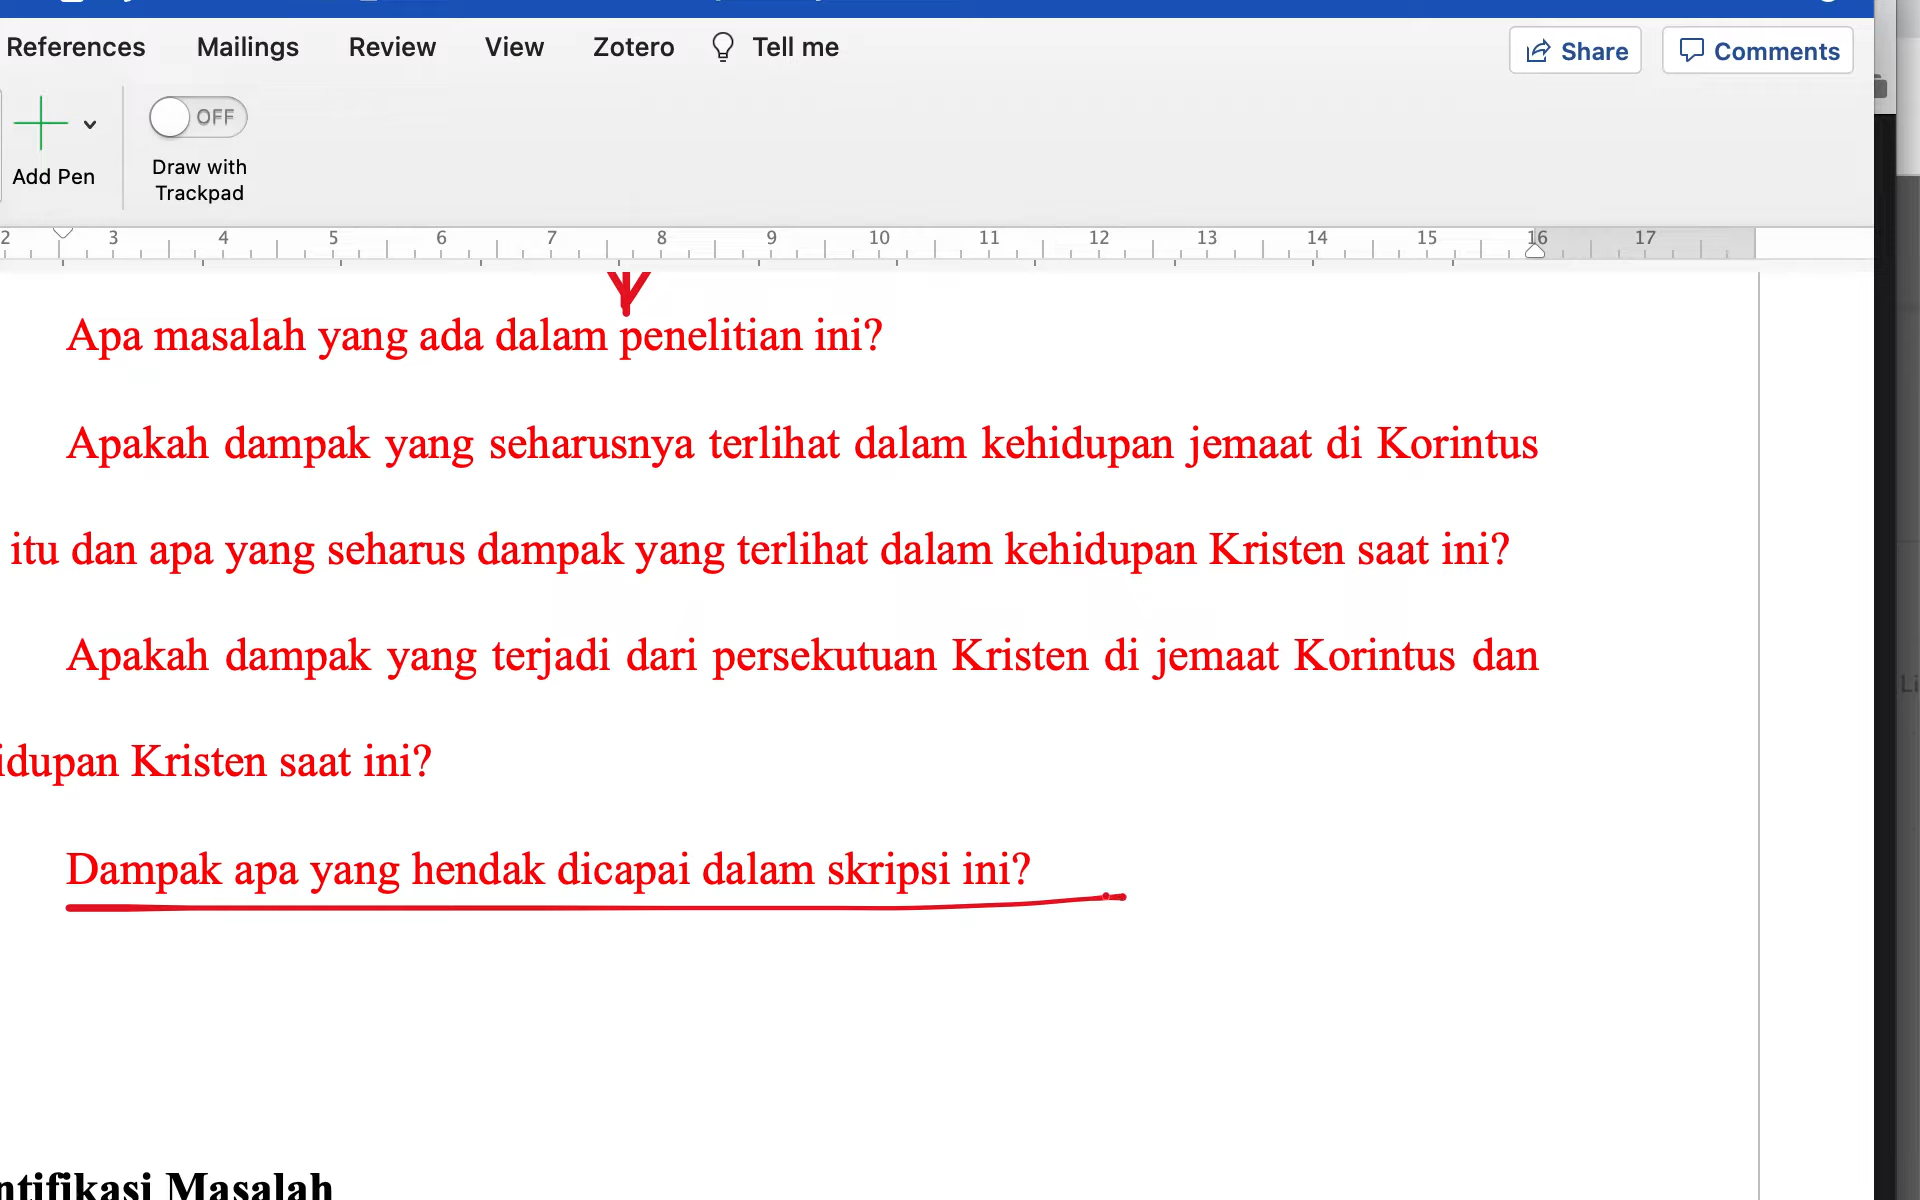 References Mailings Review View Zotero Tell me Share Comments
OFF
Add Pen
Draw with
Trackpad
2 3 4 5 6 7 8 9 10 11 12 13 14 15 16 17
Apa masalah yang ada dalam penelitian ini?
Apakah dampak yang seharusnya terlihat dalam kehidupan jemaat di Korintus
itu dan apa yang seharus dampak yang terlihat dalam kehidupan Kristen saat ini?
Apakah dampak yang terjadi dari persekutuan Kristen di jemaat Korintus dan
idupan Kristen saat ini?
Dampak apa yang hendak dicapai dalam skripsi ini?
ntifikasi Masalah
Li